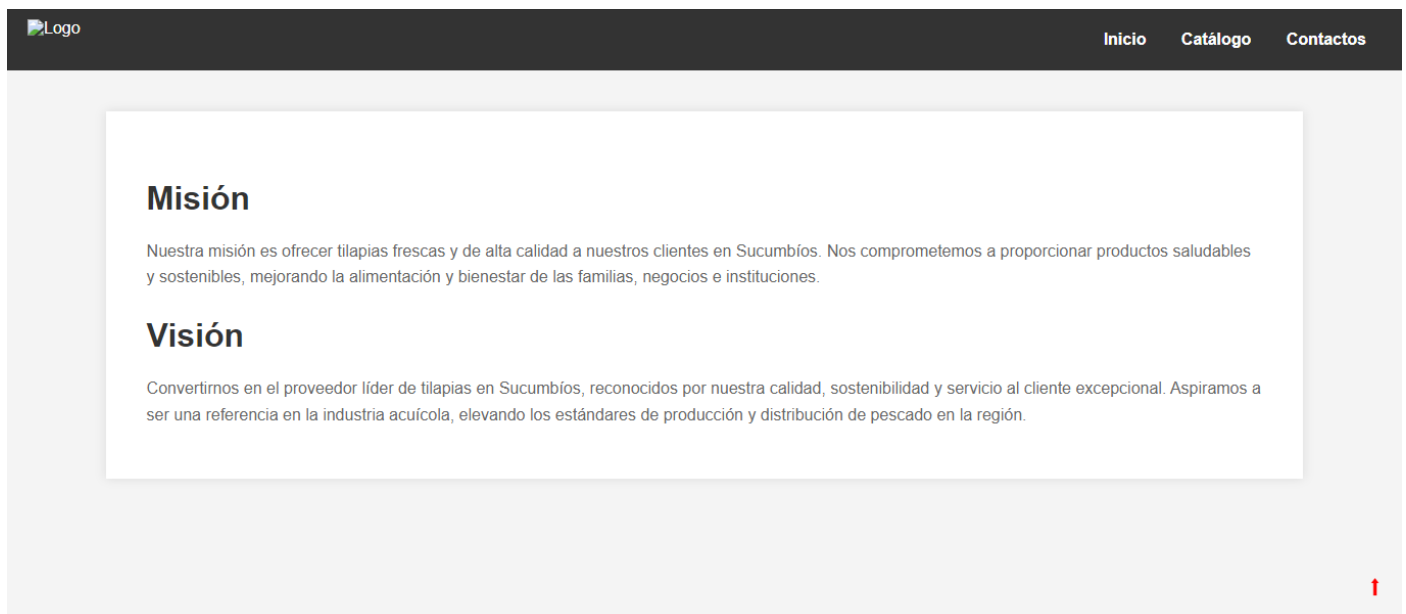 Logo
Inicio Catálogo Contactos
Misión
Nuestra misión es ofrecer tilapias frescas y de alta calidad a nuestros clientes en Sucumbíos. Nos comprometemos a proporcionar productos saludables
y sostenibles, mejorando la alimentación y bienestar de las familias, negocios e instituciones.
Visión
Convertirnos en el proveedor líder de tilapias en Sucumbíos, reconocidos por nuestra calidad, sostenibilidad y servicio al cliente excepcional. Aspiramos a
ser una referencia en la industria acuícola, elevando los estándares de producción y distribución de pescado en la región.